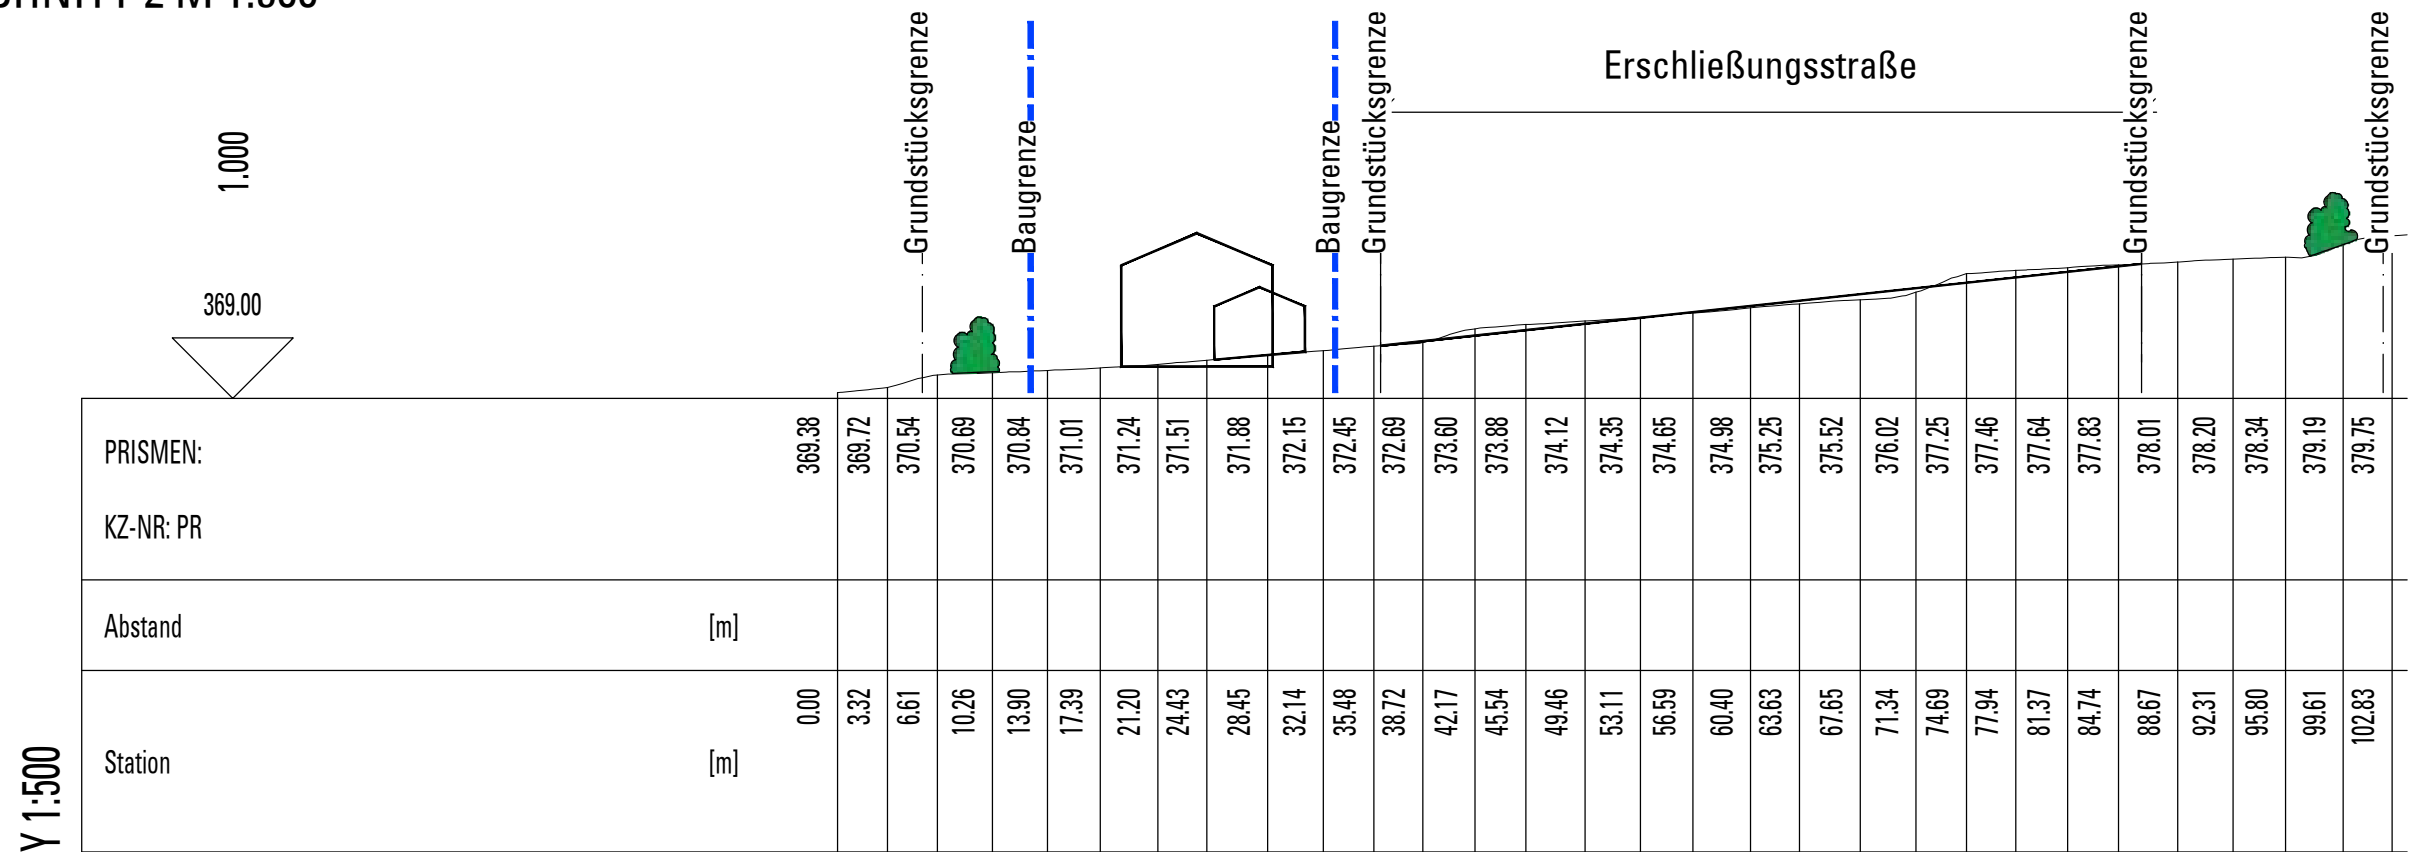 2 M 1:500
Erschließungsstraße
1.000
369.00
Grundstücksgrenze
Baugrenze
Baugrenze
Grundstücksgrenze
Grundstücksgrenze
Grundstücksgrenze
PRISMEN:
369.38 369.72 370.54 370.69 370.84 371.01 371.24 371.51 371.88 372.15 372.45 372.69 373.60 373.88 374.12 374.35 374.65 374.98 375.25 375.52 376.02 377.25 377.46 377.64 377.83 378.01 378.20 378.34 379.19 379.75
KZ-NR: PR
Abstand [m]
Station [m]
0.00 3.32 6.61 10.26 13.90 17.39 21.20 24.43 28.45 32.14 35.48 38.72 42.17 45.54 49.46 53.11 56.59 60.40 63.63 67.65 71.34 74.69 77.94 81.37 84.74 88.67 92.31 95.80 99.61 102.83
Y 1:500